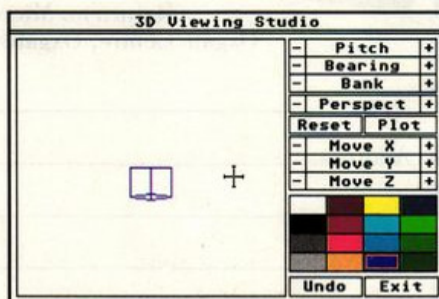 3D Viewing Studio
- Pitch +
- Bearing +
- Bank +
- Perspect +
Reset Plot
- Move X +
- Move Y +
- Move Z +
Undo Exit